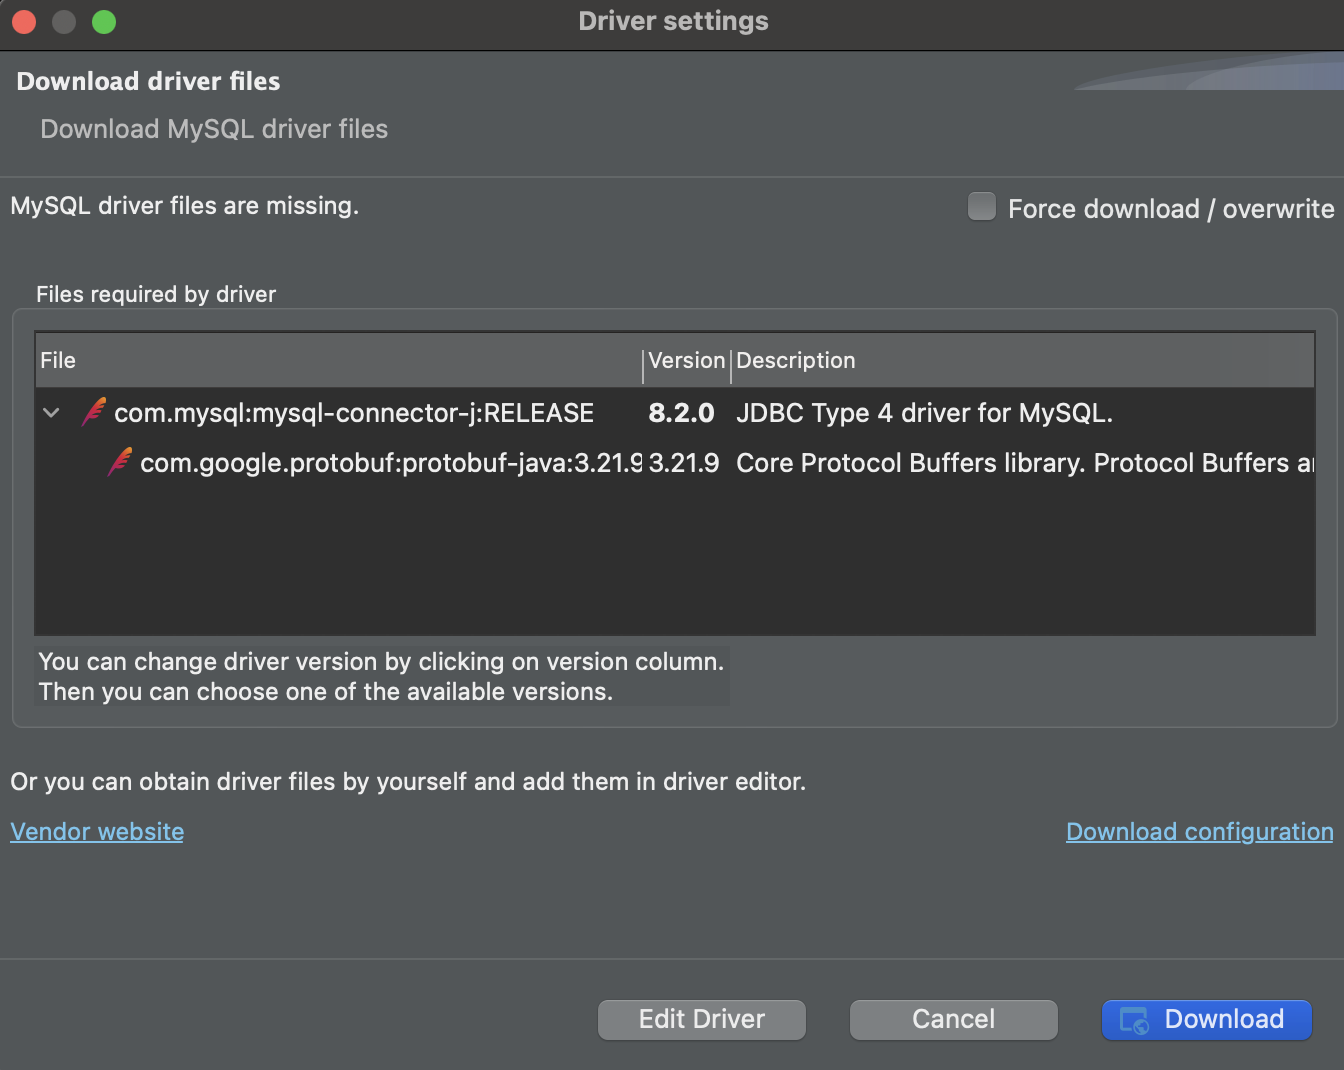 Driver settings
Download driver files
Download MySQL driver files
MySQL driver files are missing.
Force download / overwrite
Files required by driver
File Version Description
com.mysql:mysql-connector-j:RELEASE 8.2.0 JDBC Type 4 driver for MySQL.
com.google.protobuf:protobuf-java:3.21.9 3.21.9 Core Protocol Buffers library. Protocol Buffers
You can change driver version by clicking on version column.
Then you can choose one of the available versions.
Or you can obtain driver files by yourself and add them in driver editor.
Vendor website
Download configuration
Edit Driver
Cancel
Download